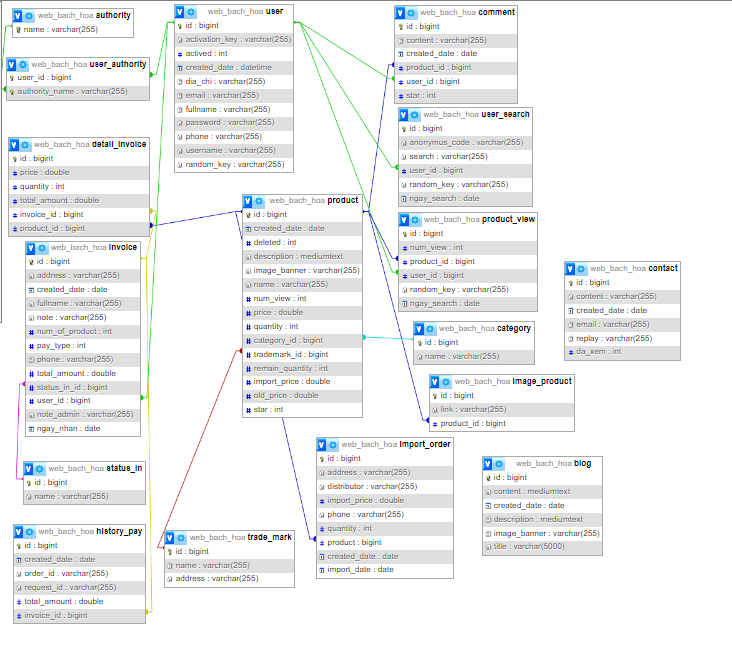 web_bach_hoa authority
name : varchar(255)
web_bach_hoa user_authority
user_id : bigint
authority_name : varchar(255)
web_bach_hoa detail_invoice
id : bigint
price : double
quantity : int
total_amount : double
invoice_id : bigint
product_id : bigint
web_bach_hoa invoice
id : bigint
address : varchar(255)
created_date : date
fullname : varchar(255)
note : varchar(255)
num_of_product : int
pay_type : int
phone : varchar(255)
total_amount : double
status_in_id : bigint
user_id : bigint
note_admin : varchar(255)
ngay_nhan : date
web_bach_hoa status_in
id : bigint
name : varchar(255)
web_bach_hoa history_pay
id : bigint
created_date : date
order_id : varchar(255)
request_id : varchar(255)
total_amount : double
invoice_id : bigint
web_bach_hoa user
id : bigint
activation_key : varchar(255)
actived : int
created_date : datetime
dia_chi : varchar(255)
email : varchar(255)
fullname : varchar(255)
password : varchar(255)
phone : varchar(255)
username : varchar(255)
random_key : varchar(255)
web_bach_hoa product
id : bigint
created_date : date
deleted : int
description : mediumtext
image_banner : varchar(255)
name : varchar(255)
num_view : int
price : double
quantity : int
category_id : bigint
trademark_id : bigint
remain_quantity : int
import_price : double
old_price : double
star : int
web_bach_hoa trade_mark
id : bigint
name : varchar(255)
address : varchar(255)
web_bach_hoa import_order
id : bigint
address : varchar(255)
distributor : varchar(255)
import_price : double
phone : varchar(255)
quantity : int
product : bigint
created_date : date
import_date : date
web_bach_hoa comment
id : bigint
content : varchar(255)
created_date : date
product_id : bigint
user_id : bigint
star : int
web_bach_hoa user_search
id : bigint
anonymus_code : varchar(255)
search : varchar(255)
user_id : bigint
random_key : varchar(255)
ngay_search : date
web_bach_hoa product_view
id : bigint
num_view : int
product_id : bigint
user_id : bigint
random_key : varchar(255)
ngay_search : date
web_bach_hoa category
id : bigint
name : varchar(255)
web_bach_hoa image_product
id : bigint
link : varchar(255)
product_id : bigint
web_bach_hoa contact
id : bigint
content : varchar(255)
created_date : date
email : varchar(255)
replay : varchar(255)
da_xem : int
web_bach_hoa blog
id : bigint
content : mediumtext
created_date : date
description : mediumtext
image_banner : varchar(255)
title : varchar(5000)